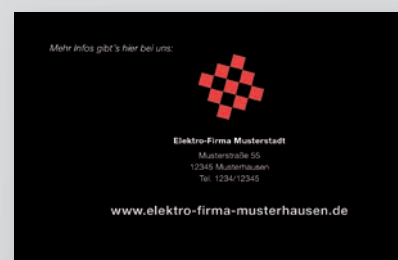 Mehr Infos gibt's hier bei uns:
Elektro-Firma Musterstadt
Musterstraße 55
12345 Musterhausen
Tel. 1234/12345
www.elektro-firma-musterhausen.de